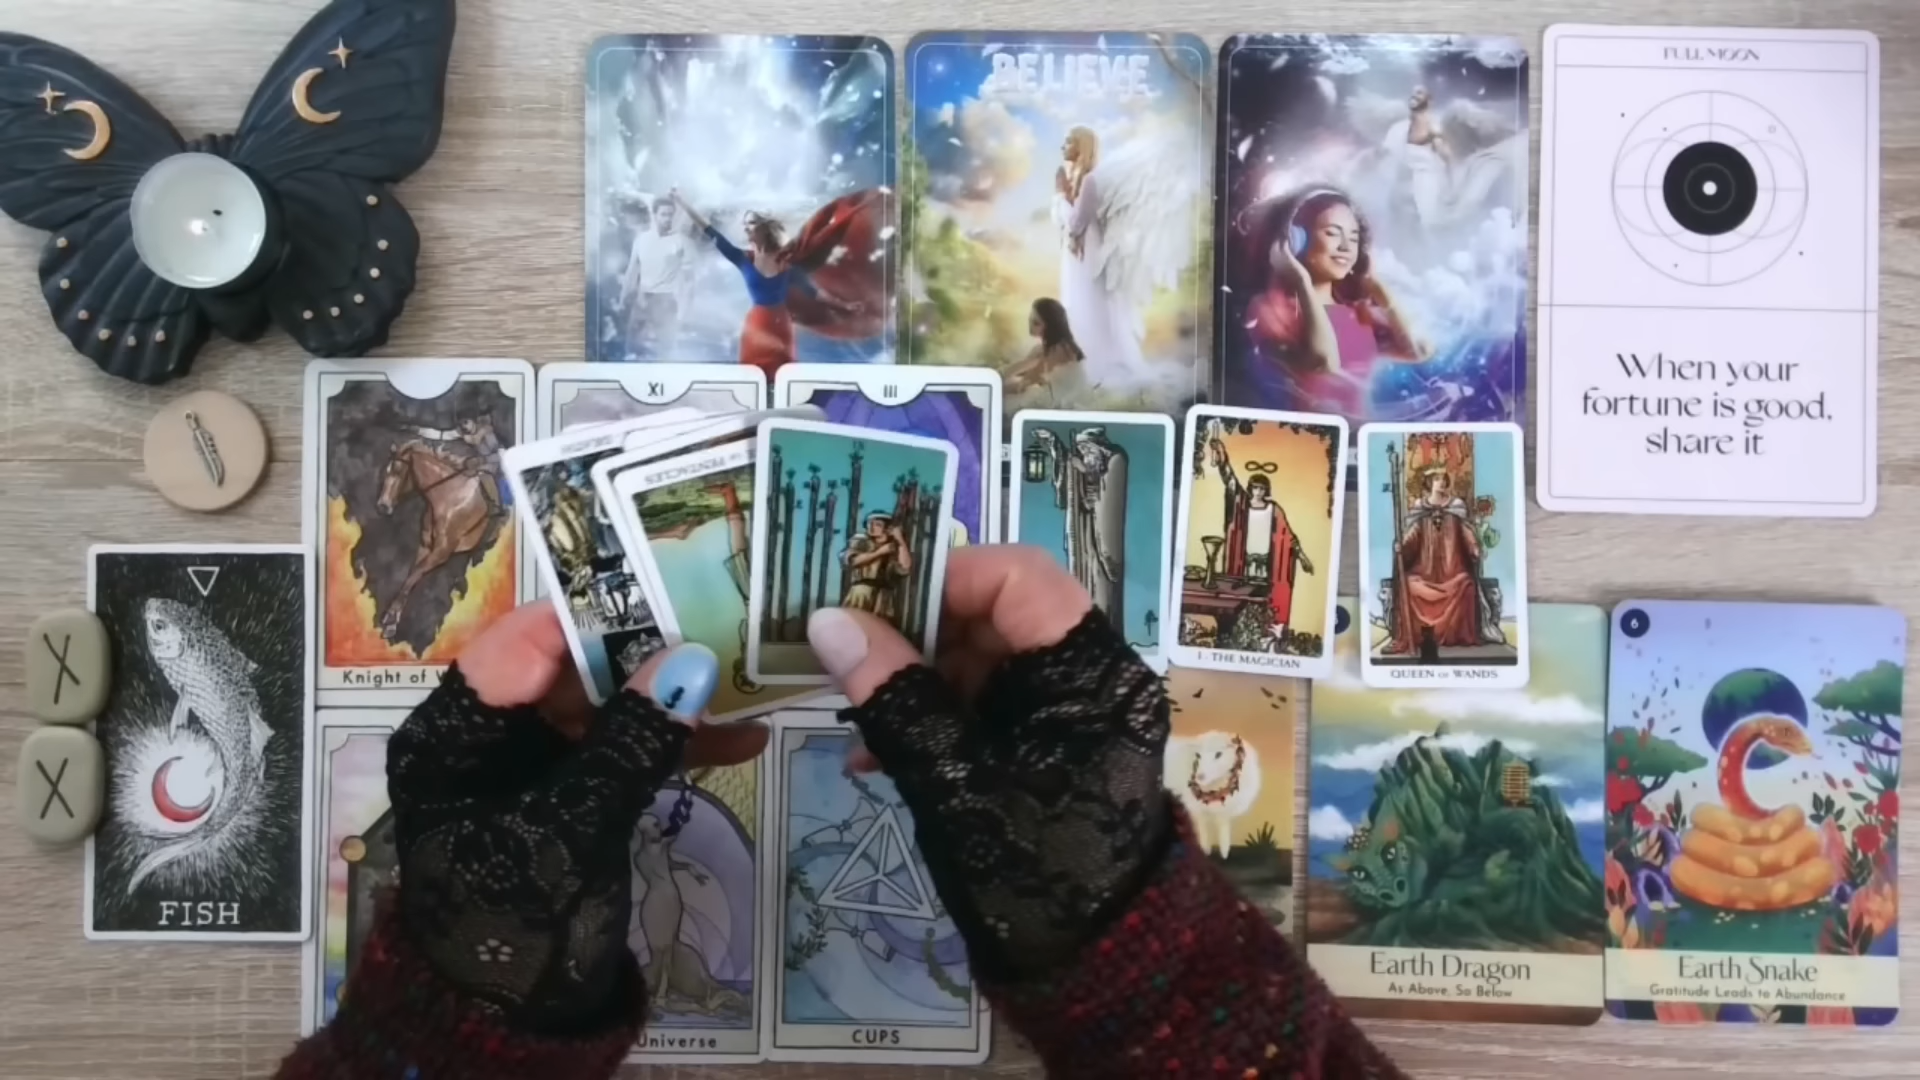 BELIEVE
FULL MOON
When your
fortune is good,
share it
XI
III
Knight of W
PENTACLES
I · THE MAGICIAN
QUEEN OF WANDS
6
FISH
Universe
CUPS
Earth Dragon
As Above, So Below
Earth Snake
Gratitude Leads to Abundance